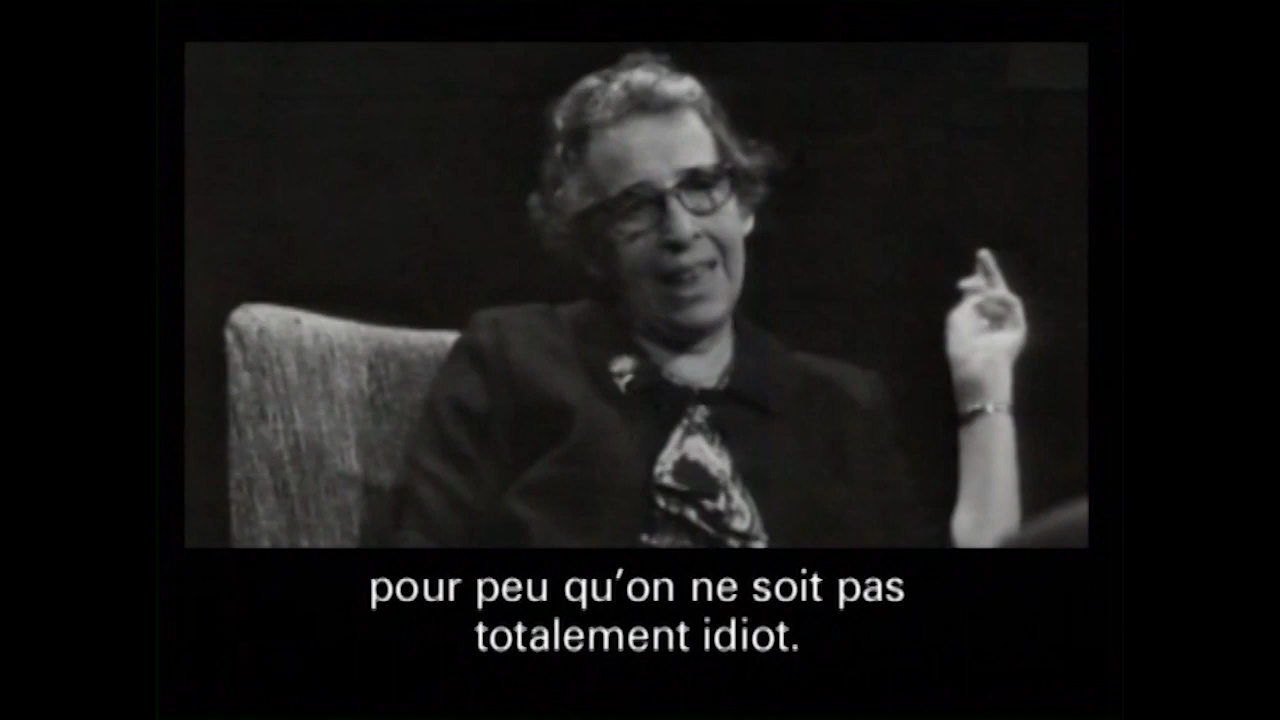 pour peu qu'on ne soit pas
totalement idiot.